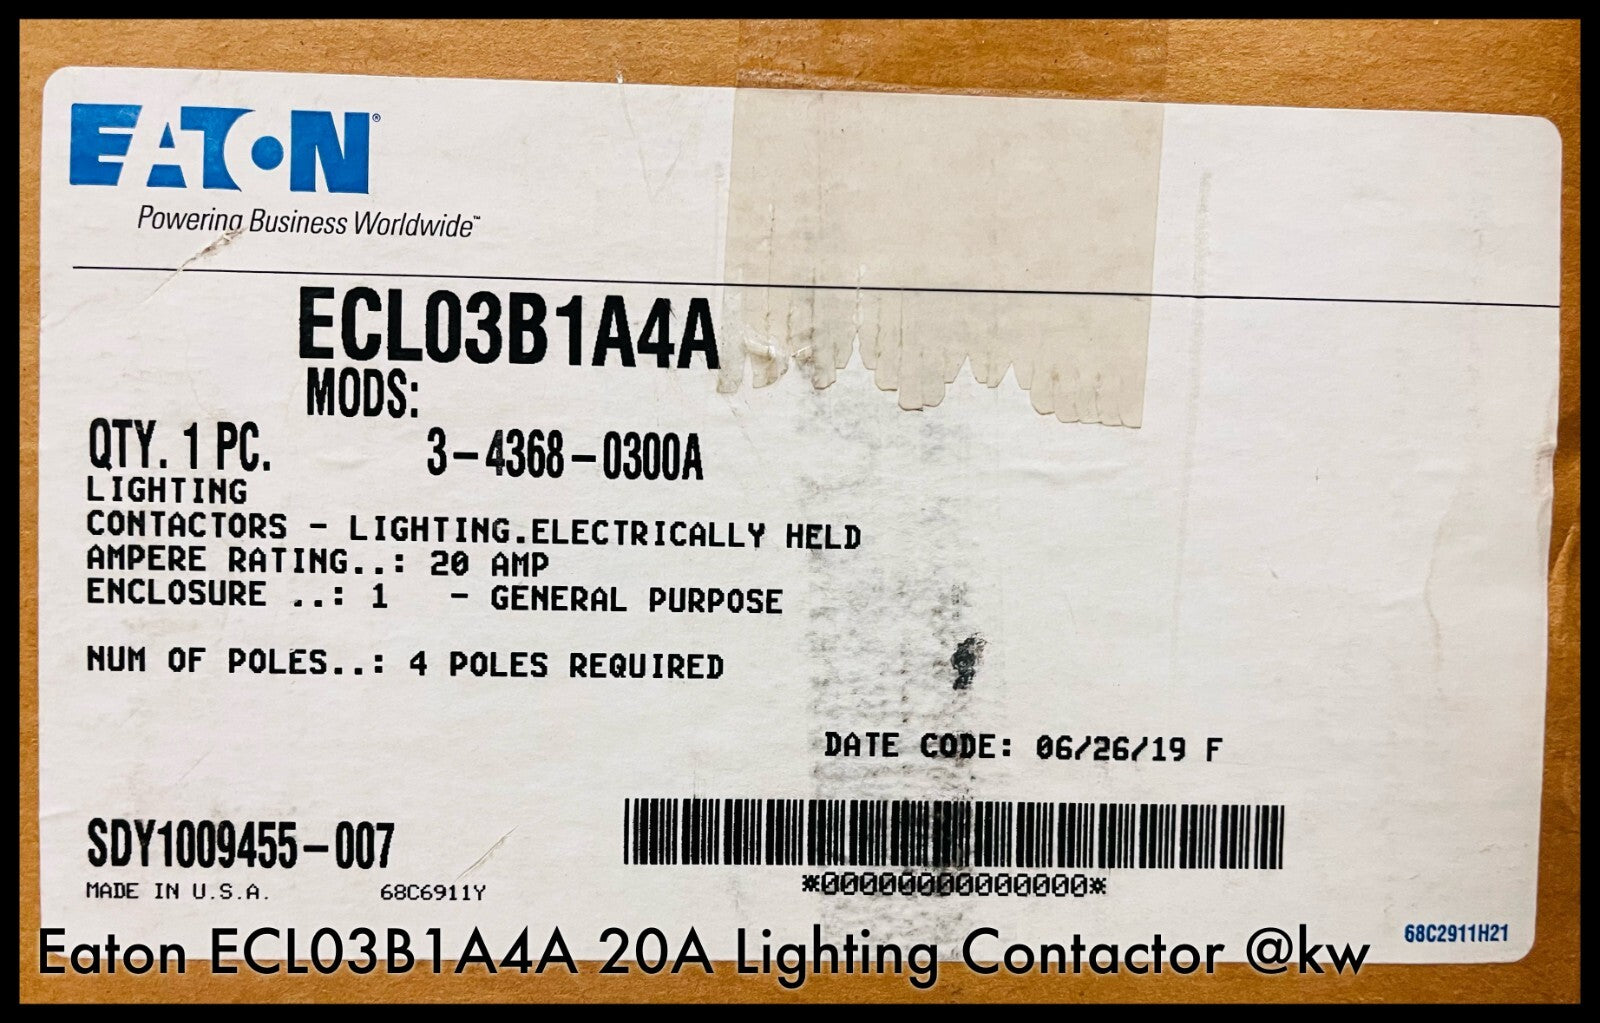 EATON®
Powering Business Worldwide™
ECL03B1A4A
MODS:
QTY. 1 PC. 3-4368-0300A
LIGHTING
CONTACTORS - LIGHTING.ELECTRICALLY HELD
AMPERE RATING..: 20 AMP
ENCLOSURE ..: 1 - GENERAL PURPOSE
NUM OF POLES..: 4 POLES REQUIRED
DATE CODE: 06/26/19 F
SDY1009455-007
MADE IN U.S.A. 68C6911Y
*000000000000000*
68C2911H21
Eaton ECL03B1A4A 20A Lighting Contactor @kw